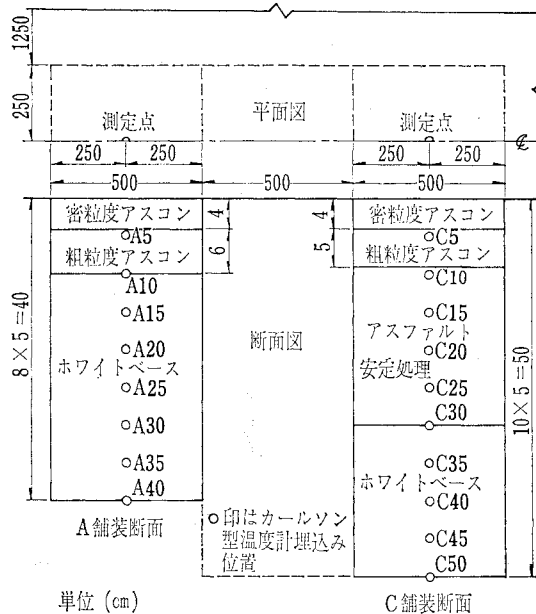 1250
250
測定点
平面図
測定点
250
250
250
250
℄
500
500
500
密粒度アスコン
4
4
密粒度アスコン
A5
C5
粗粒度アスコン
6
5
粗粒度アスコン
A10
C10
A15
C15
8×5=40
断面図
アスファルト
A20
C20
ホワイトベース
安定処理
A25
C25
10×5=50
A30
C30
A35
C35
ホワイトベース
A40
C40
A舗装断面
○印はカールソン
型温度計埋込み
位置
C45
C50
単位 (cm)
C舗装断面